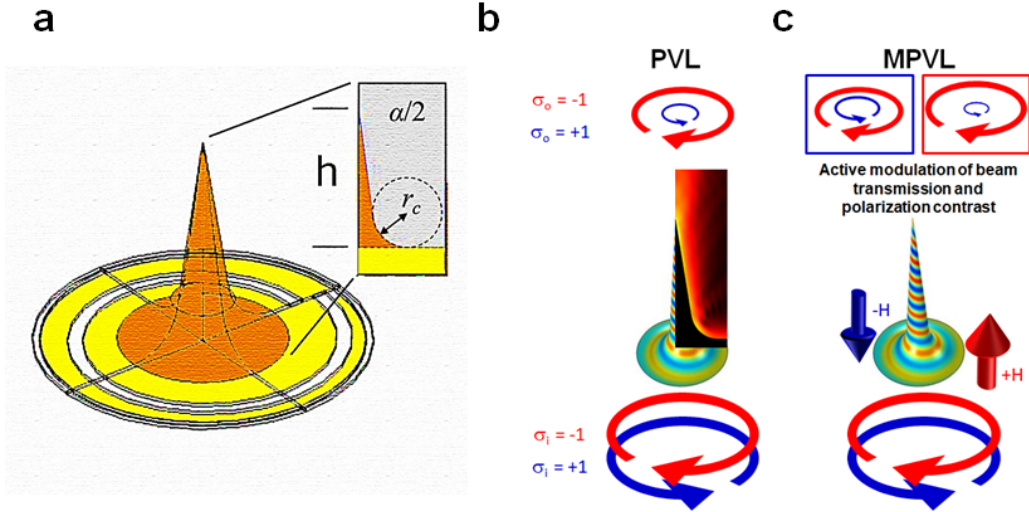 a
h
α/2
r_c
b
PVL
σ_o = -1
σ_o = +1
σ_i = -1
σ_i = +1
c
MPVL
Active modulation of beam
transmission and
polarization contrast
-H
+H